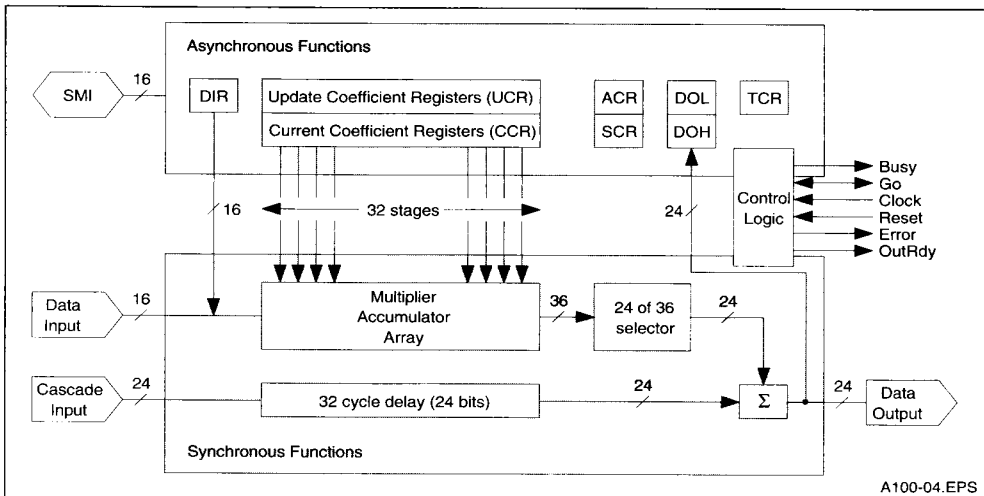 Asynchronous Functions
SMI
16
DIR
Update Coefficient Registers (UCR)
Current Coefficient Registers (CCR)
ACR
SCR
DOL
DOH
TCR
16
32 stages
24
Control
Logic
Busy
Go
Clock
Reset
Error
OutRdy
Data
Input
16
Multiplier
Accumulator
Array
36
24 of 36
selector
24
Cascade
Input
24
32 cycle delay (24 bits)
24
Σ
24
Data
Output
Synchronous Functions
A100-04.EPS